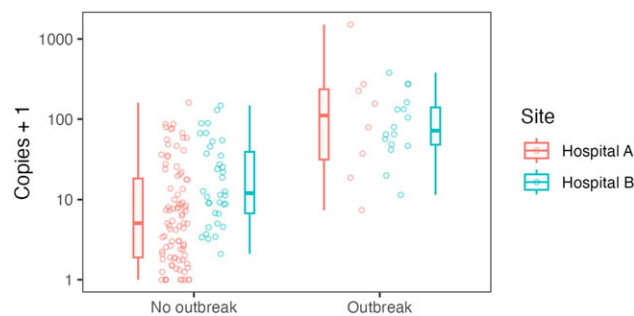 1000
100
10
1
Copies + 1
No outbreak
Outbreak
Site
Hospital A
Hospital B